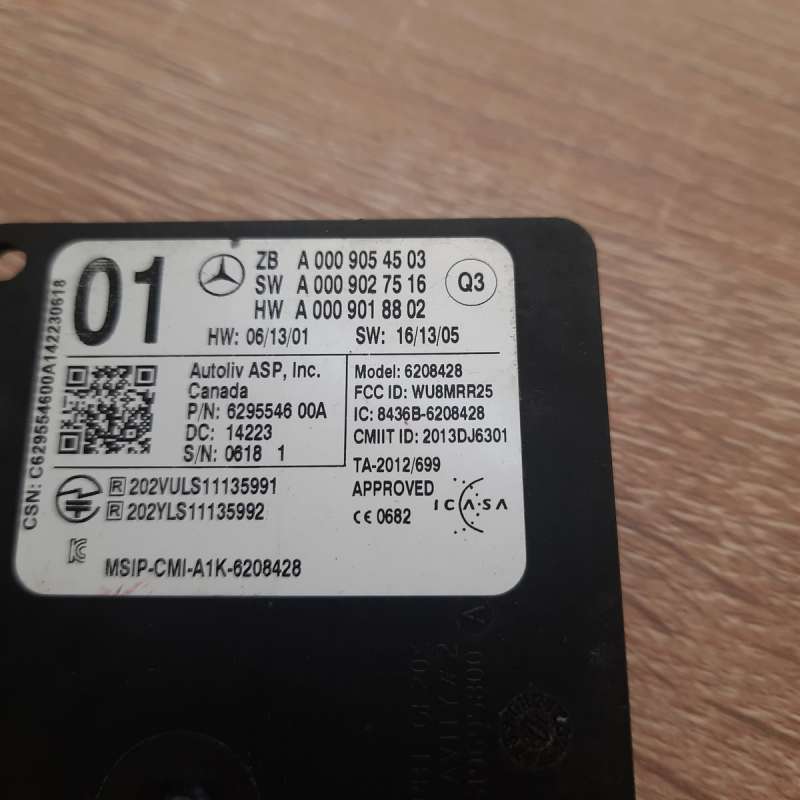 01
ZB A 000 905 45 03
SW A 000 902 75 16
HW A 000 901 88 02
Q3
HW: 06/13/01 SW: 16/13/05
CSN: C629554600A142230618
Autoliv ASP, Inc.
Canada
P/N: 6295546 00A
DC: 14223
S/N: 0618 1
Model: 6208428
FCC ID: WU8MRR25
IC: 8436B-6208428
CMIIT ID: 2013DJ6301
R 202VULS11135991
R 202YLS11135992
TA-2012/699
APPROVED
ICASA
CE 0682
MSIP-CMI-A1K-6208428
A